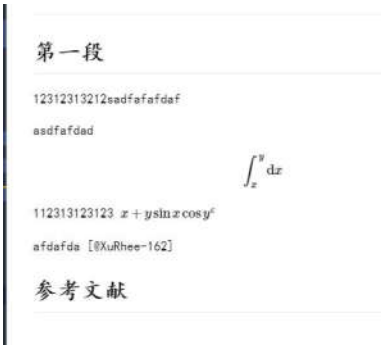 第一段
12312313212sadfafafdaf
asdfafdad
∫_x^y dx
112313123123 x + y sin x cos y^c
afdafda [@XuRhee-162]
参考文献